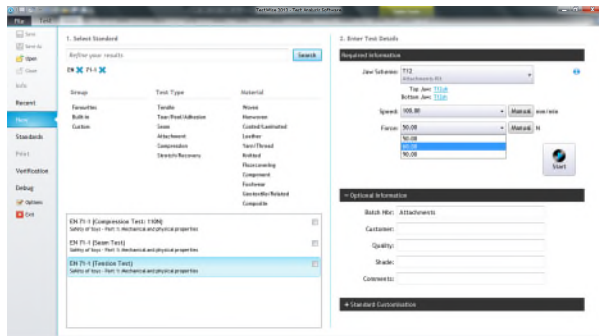 TestWise 2013 - Test Analysis Software
File Test
Save
Save As
Open
Close
Info
Recent
New
Standards
Print
Verification
Debug
Options
Exit
1. Select Standard
Refine your results
Search
EN 71-1
Group
Favourites
Built-in
Custom
Test Type
Tensile
Tear/Peel/Adhesion
Seam
Attachment
Compression
Stretch/Recovery
Material
Woven
Nonwoven
Coated/Laminated
Leather
Yarn/Thread
Knitted
Floorcovering
Component
Footwear
Geotextile/Related
Composite
EN 71-1 (Compression Test: 110N)
Safety of toys - Part 1: Mechanical and physical properties
EN 71-1 (Seam Test)
Safety of toys - Part 1: Mechanical and physical properties
EN 71-1 (Tension Test)
Safety of toys - Part 1: Mechanical and physical properties
2. Enter Test Details
Required Information
Jaw Scheme: T12
Attachments Kit
Top Jaw:
Bottom Jaw:
Speed: 100.00 Manual mm/min
Force: 50.00 Manual N
50.00
90.00
Start
Optional Information
Batch Nbr: Attachments
Customer:
Quality:
Shade:
Comments:
+ Standard Customisation